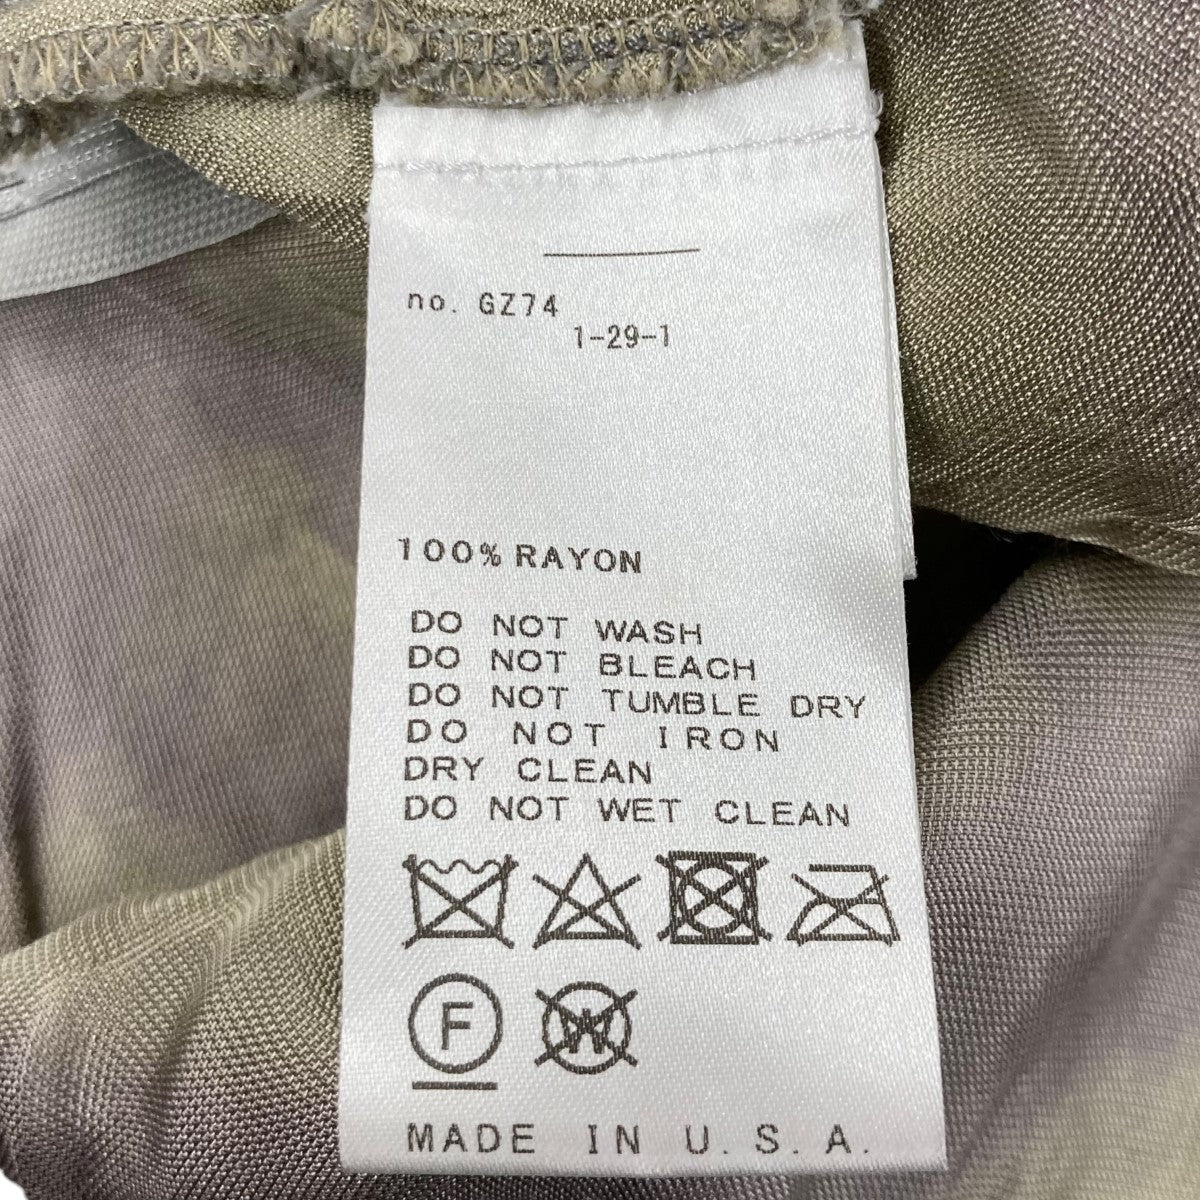 no. GZ74
1-29-1
100% RAYON
DO NOT WASH
DO NOT BLEACH
DO NOT TUMBLE DRY
DO NOT IRON
DRY CLEAN
DO NOT WET CLEAN
F W
MADE IN U.S.A.